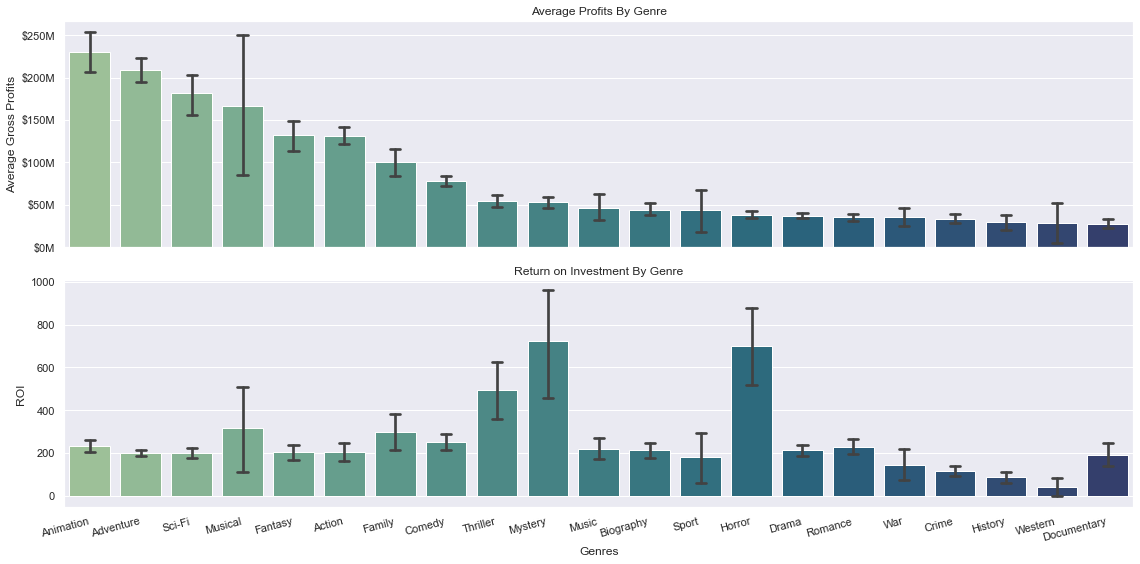 Average Profits By Genre
Average Gross Profits
$250M
$200M
$150M
$100M
$50M
$0M
Return on Investment By Genre
ROI
1000
800
600
400
200
0
Animation Adventure Sci-Fi Musical Fantasy Action Family Comedy Thriller Mystery Music Biography Sport Horror Drama Romance War Crime History Western Documentary
Genres